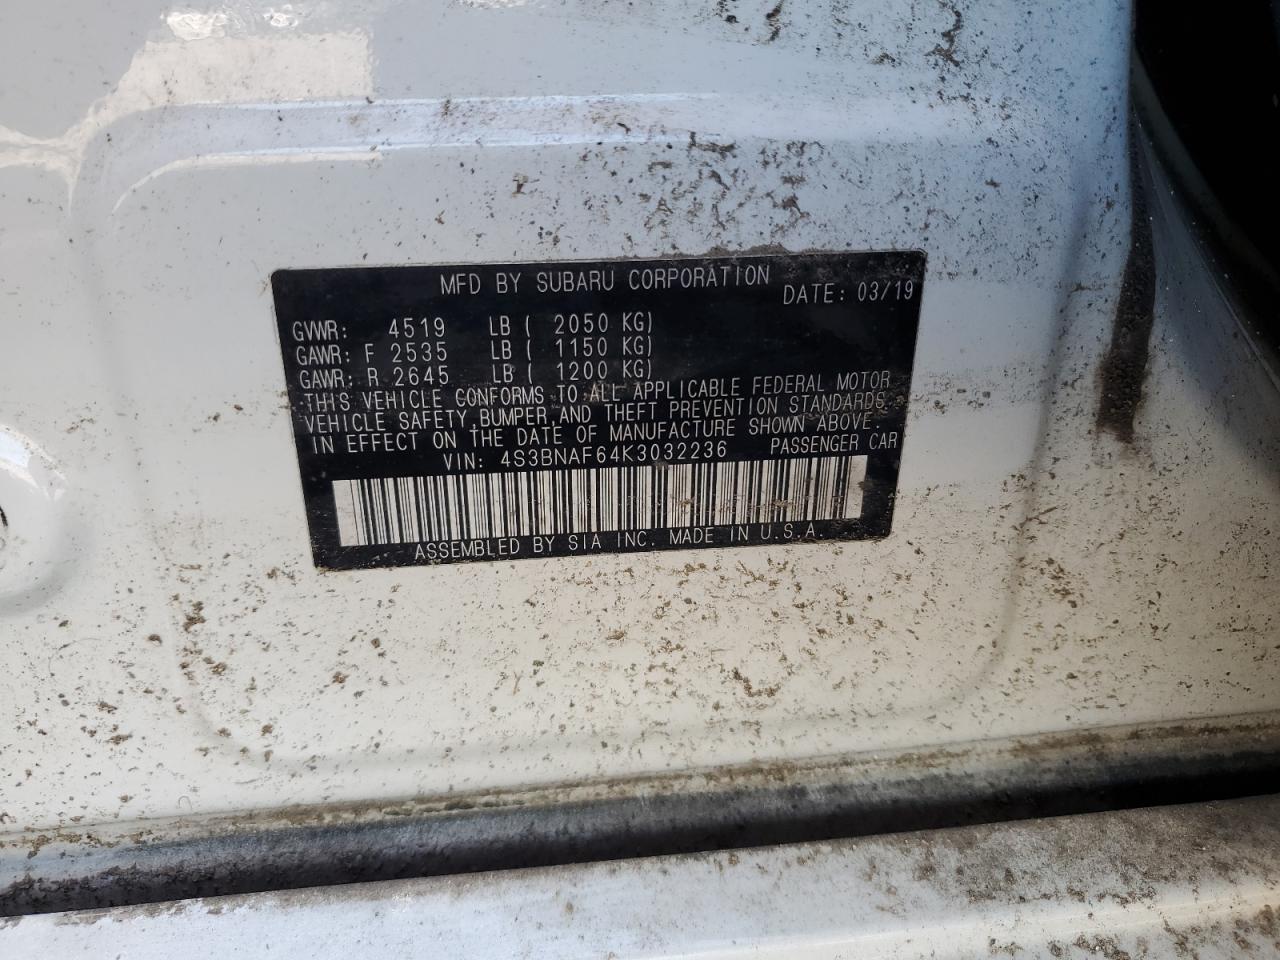 MFD BY SUBARU CORPORATION
DATE: 03/19
GVWR: 4519 LB ( 2050 KG)
GAWR: F 2535 LB ( 1150 KG)
GAWR: R 2645 LB ( 1200 KG)
THIS VEHICLE CONFORMS TO ALL APPLICABLE FEDERAL MOTOR
VEHICLE SAFETY, BUMPER, AND THEFT PREVENTION STANDARDS
IN EFFECT ON THE DATE OF MANUFACTURE SHOWN ABOVE.
VIN: 4S3BNAF64K3032236 PASSENGER CAR
ASSEMBLED BY SIA INC. MADE IN U.S.A.